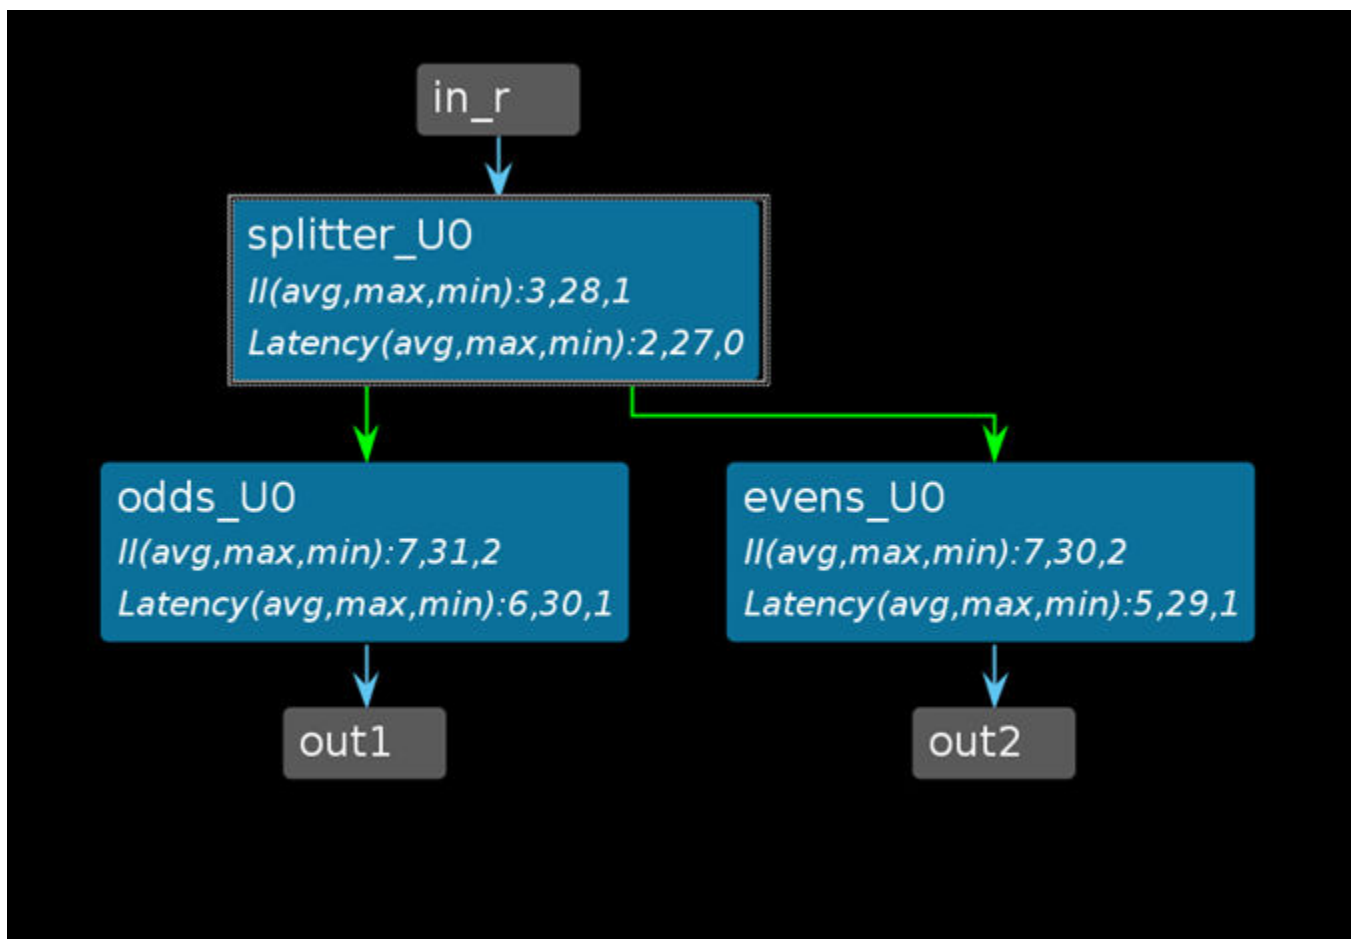 in_r
splitter_U0
II(avg,max,min):3,28,1
Latency(avg,max,min):2,27,0
odds_U0
II(avg,max,min):7,31,2
Latency(avg,max,min):6,30,1
evens_U0
II(avg,max,min):7,30,2
Latency(avg,max,min):5,29,1
out1
out2